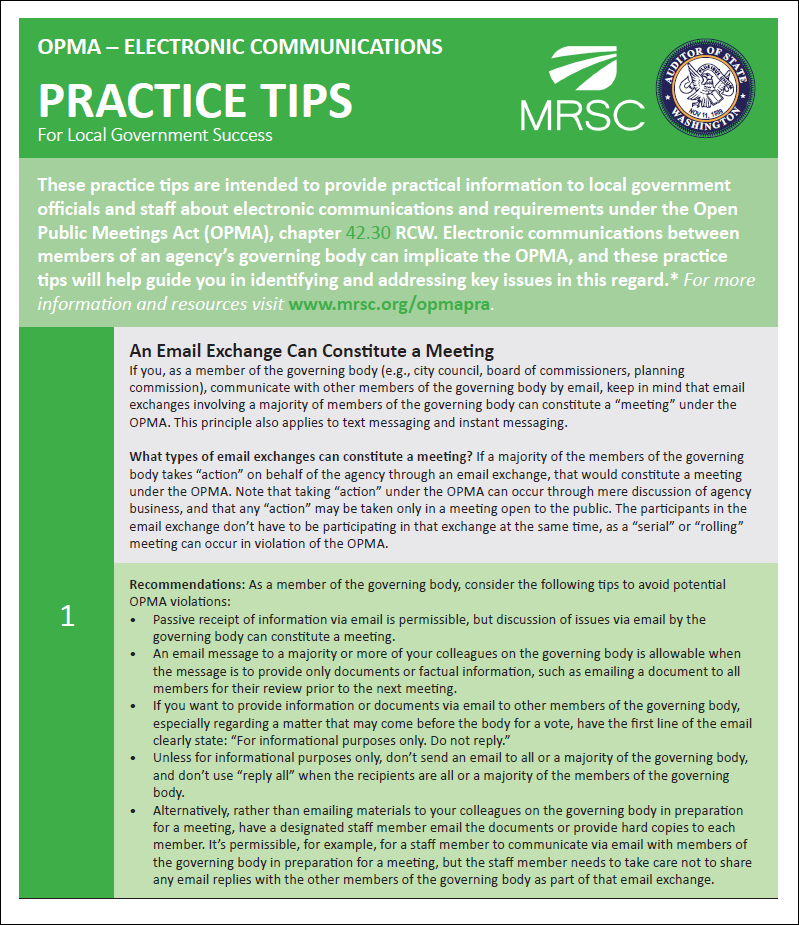 OPMA – ELECTRONIC COMMUNICATIONS
PRACTICE TIPS
For Local Government Success
MRSC
AUDITOR OF STATE
NOV 11, 1889
WASHINGTON
These practice tips are intended to provide practical information to local government
officials and staff about electronic communications and requirements under the Open
Public Meetings Act (OPMA), chapter 42.30 RCW. Electronic communications between
members of an agency’s governing body can implicate the OPMA, and these practice
tips will help guide you in identifying and addressing key issues in this regard.* For more
information and resources visit www.mrsc.org/opmapra.
1
An Email Exchange Can Constitute a Meeting
If you, as a member of the governing body (e.g., city council, board of commissioners, planning
commission), communicate with other members of the governing body by email, keep in mind that email
exchanges involving a majority of members of the governing body can constitute a “meeting” under the
OPMA. This principle also applies to text messaging and instant messaging.
What types of email exchanges can constitute a meeting? If a majority of the members of the governing
body takes “action” on behalf of the agency through an email exchange, that would constitute a meeting
under the OPMA. Note that taking “action” under the OPMA can occur through mere discussion of agency
business, and that any “action” may be taken only in a meeting open to the public. The participants in the
email exchange don’t have to be participating in that exchange at the same time, as a “serial” or “rolling”
meeting can occur in violation of the OPMA.
Recommendations: As a member of the governing body, consider the following tips to avoid potential
OPMA violations:
• Passive receipt of information via email is permissible, but discussion of issues via email by the
governing body can constitute a meeting.
• An email message to a majority or more of your colleagues on the governing body is allowable when
the message is to provide only documents or factual information, such as emailing a document to all
members for their review prior to the next meeting.
• If you want to provide information or documents via email to other members of the governing body,
especially regarding a matter that may come before the body for a vote, have the first line of the email
clearly state: “For informational purposes only. Do not reply.”
• Unless for informational purposes only, don’t send an email to all or a majority of the governing body,
and don’t use “reply all” when the recipients are all or a majority of the members of the governing
body.
• Alternatively, rather than emailing materials to your colleagues on the governing body in preparation
for a meeting, have a designated staff member email the documents or provide hard copies to each
member. It’s permissible, for example, for a staff member to communicate via email with members of
the governing body in preparation for a meeting, but the staff member needs to take care not to share
any email replies with the other members of the governing body as part of that email exchange.